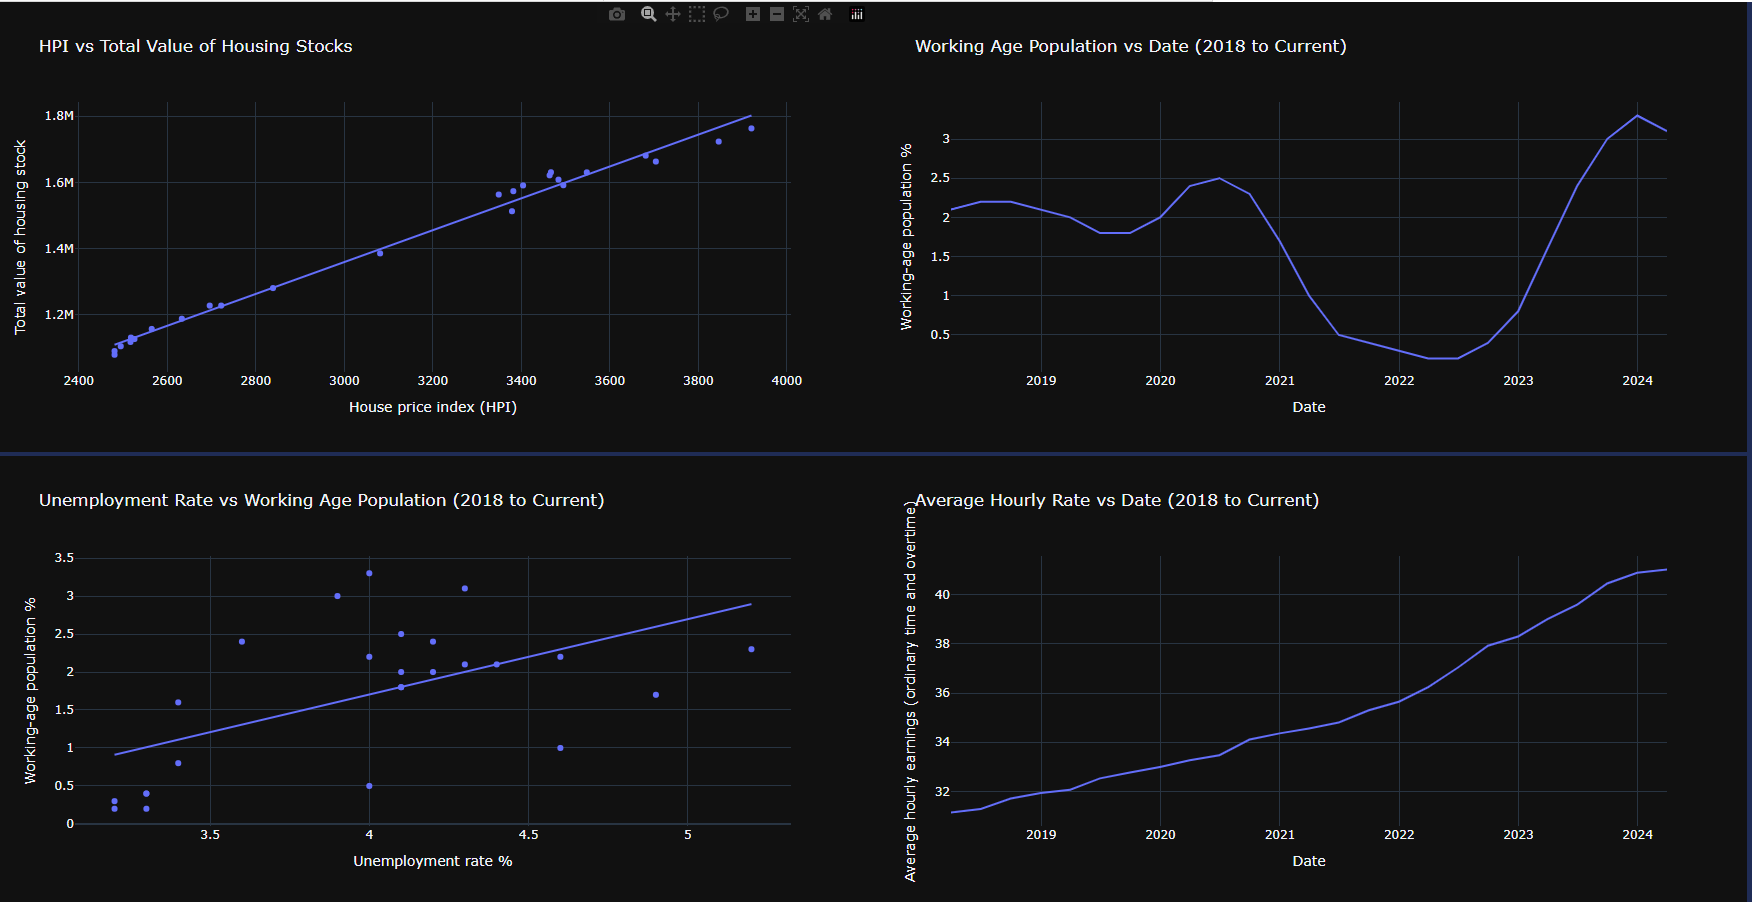 HPI vs Total Value of Housing Stocks
Total value of housing stock
1.8M
1.6M
1.4M
1.2M
2400 2600 2800 3000 3200 3400 3600 3800 4000
House price index (HPI)
Working Age Population vs Date (2018 to Current)
Working-age population %
3
2.5
2
1.5
1
0.5
2019 2020 2021 2022 2023 2024
Date
Unemployment Rate vs Working Age Population (2018 to Current)
Working-age population %
3.5
3
2.5
2
1.5
1
0.5
0
3.5 4 4.5 5
Unemployment rate %
Average Hourly Rate vs Date (2018 to Current)
Average hourly earnings (ordinary time and overtime)
40
38
36
34
32
2019 2020 2021 2022 2023 2024
Date